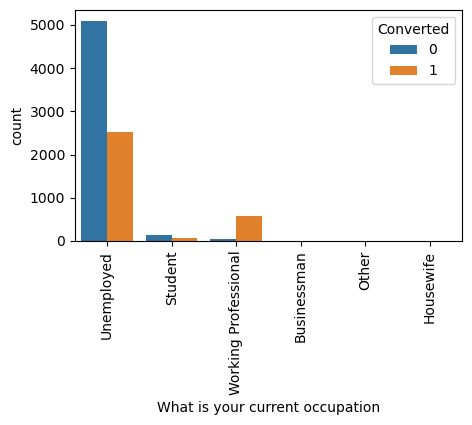 Converted
0
1
5000
4000
3000
2000
1000
0
count
Unemployed
Student
Working Professional
Businessman
Other
Housewife
What is your current occupation